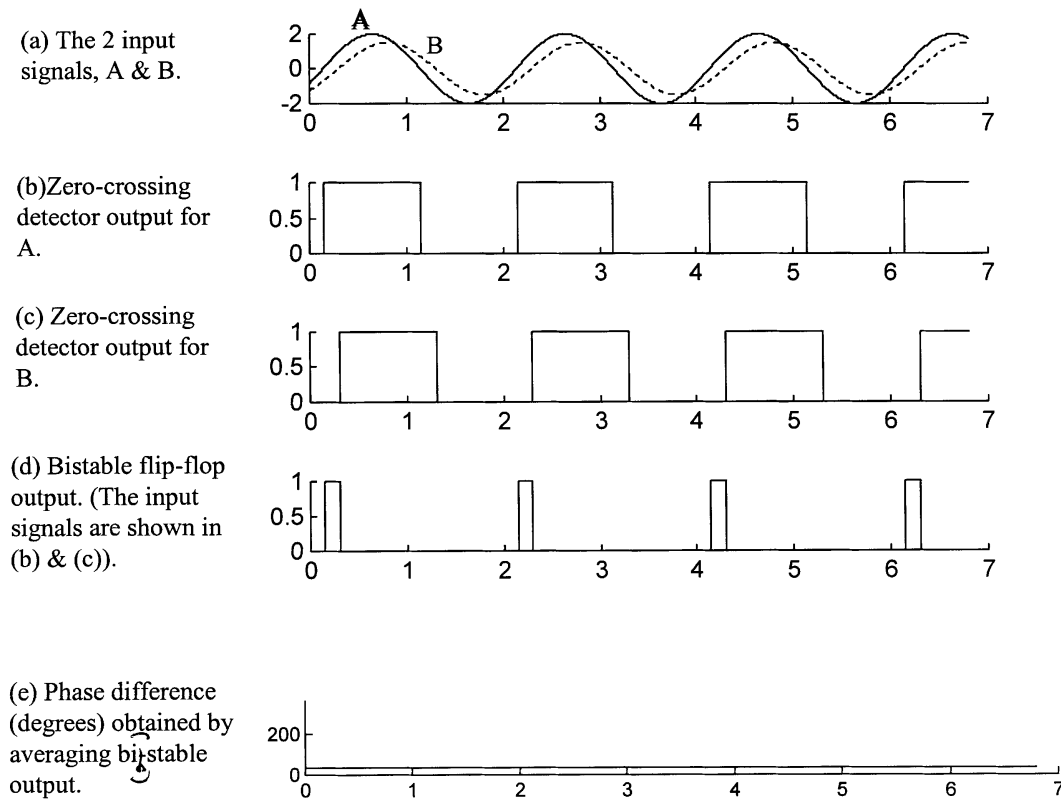 A
(a) The 2 input
signals, A & B.
B
2
0
-2
0 1 2 3 4 5 6 7
(b)Zero-crossing
detector output for
A.
1
0.5
0
0 1 2 3 4 5 6 7
(c) Zero-crossing
detector output for
B.
1
0.5
0
0 1 2 3 4 5 6 7
(d) Bistable flip-flop
output. (The input
signals are shown in
(b) & (c)).
1
0.5
0
0 1 2 3 4 5 6 7
(e) Phase difference
(degrees) obtained by
averaging bi-stable
output.
200
0
0 1 2 3 4 5 6 7